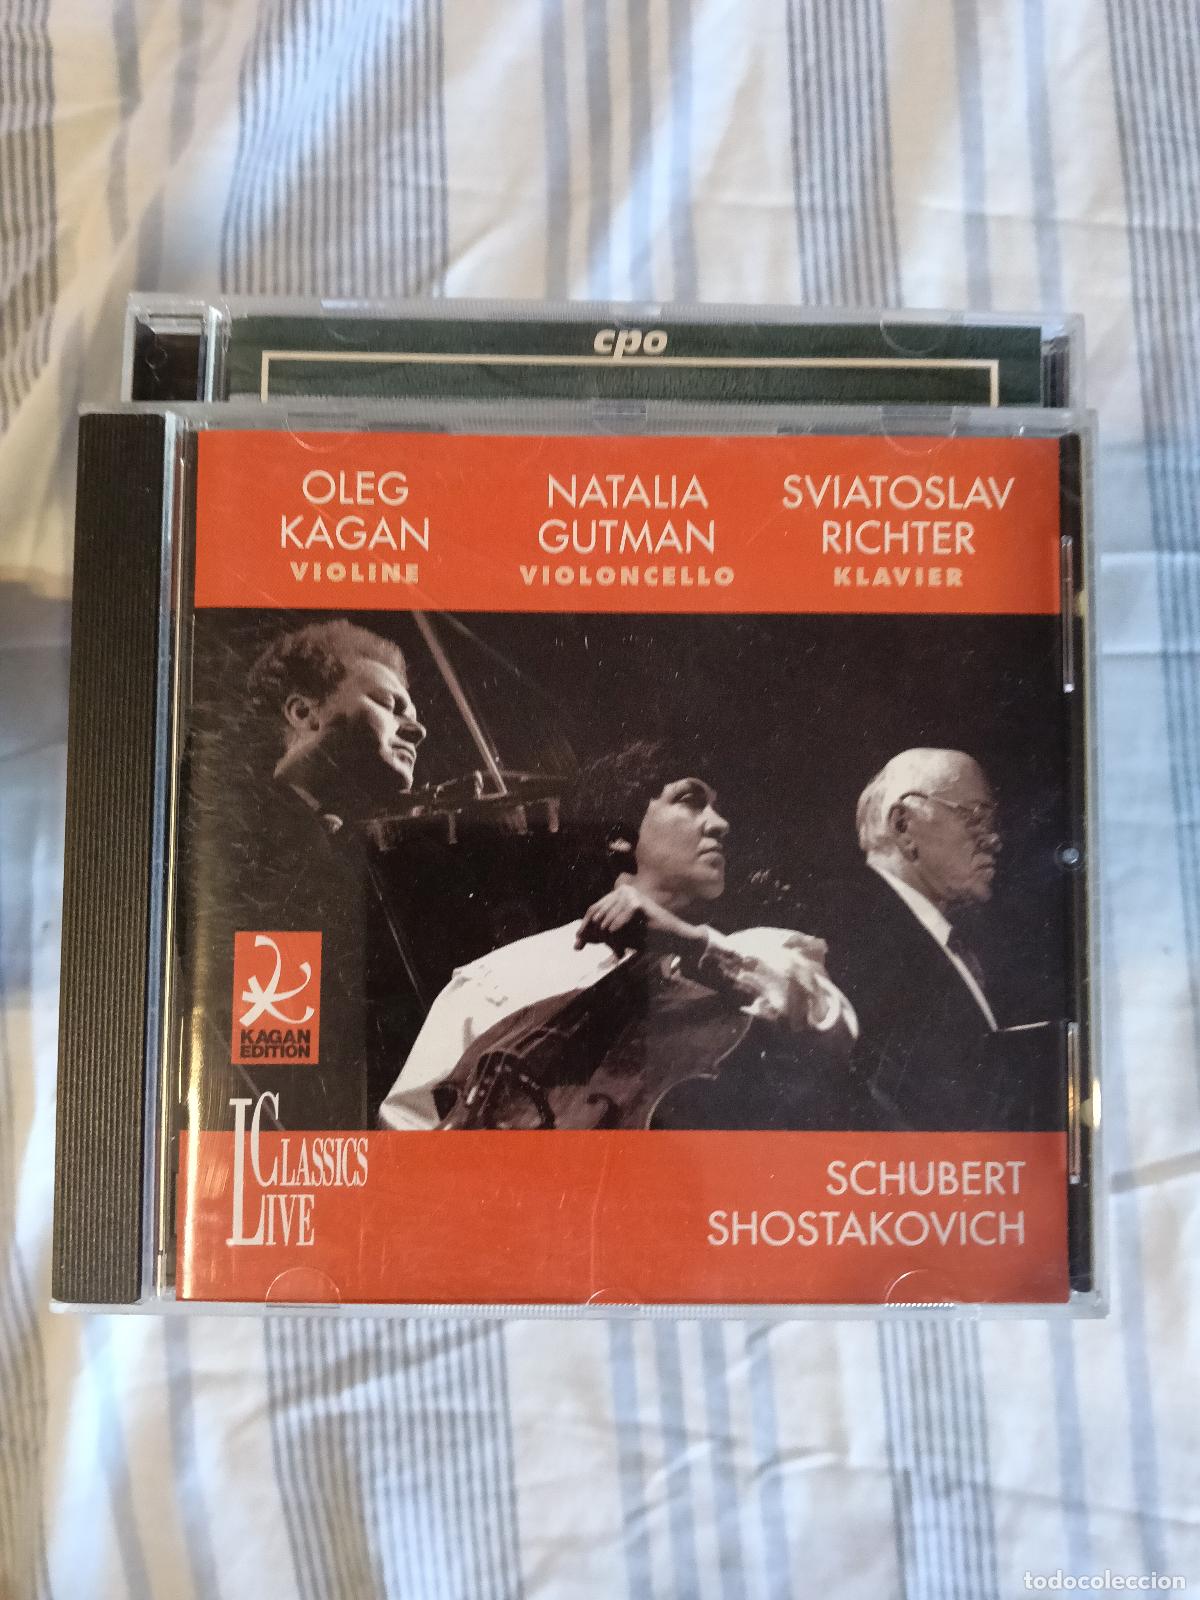 cpo
OLEG
KAGAN
VIOLINE
NATALIA
GUTMAN
VIOLONCELLO
SVIATOSLAV
RICHTER
KLAVIER
KAGAN
EDITION
CLASSICS
LIVE
SCHUBERT
SHOSTAKOVICH
todocoleccion